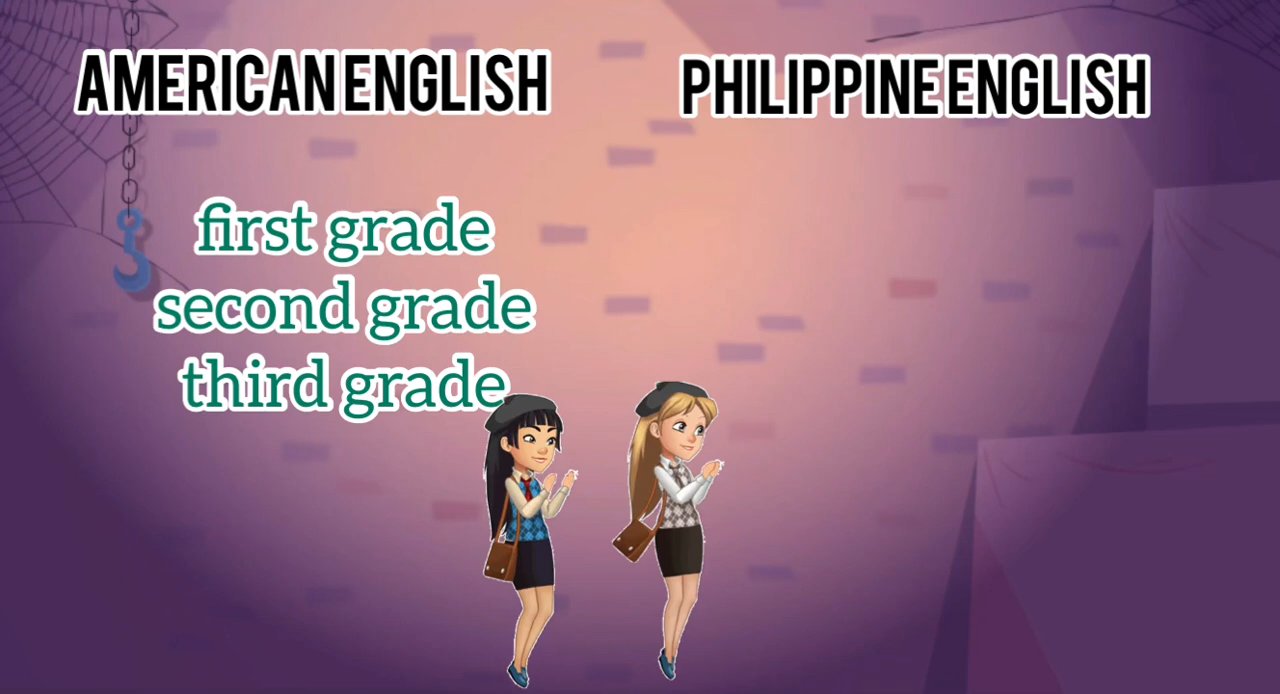 AMERICAN ENGLISH
PHILIPPINE ENGLISH
first grade
second grade
third grade